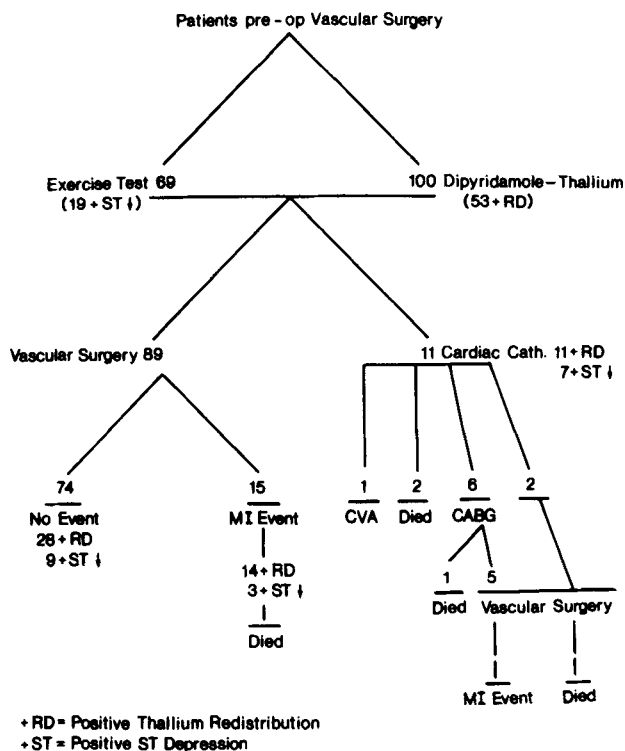 Patients pre-op Vascular Surgery
Exercise Test 69
(19 + ST ↓)
100 Dipyridamole-Thallium
(53 + RD)
Vascular Surgery 89
11 Cardiac Cath. 11 + RD
7 + ST ↓
74
No Event
28 + RD
9 + ST ↓
15
MI Event
14 + RD
3 + ST ↓
Died
1
CVA
2
Died
6
CABG
2
1
Died
5
Vascular Surgery
MI Event
Died
+ RD = Positive Thallium Redistribution
+ ST = Positive ST Depression